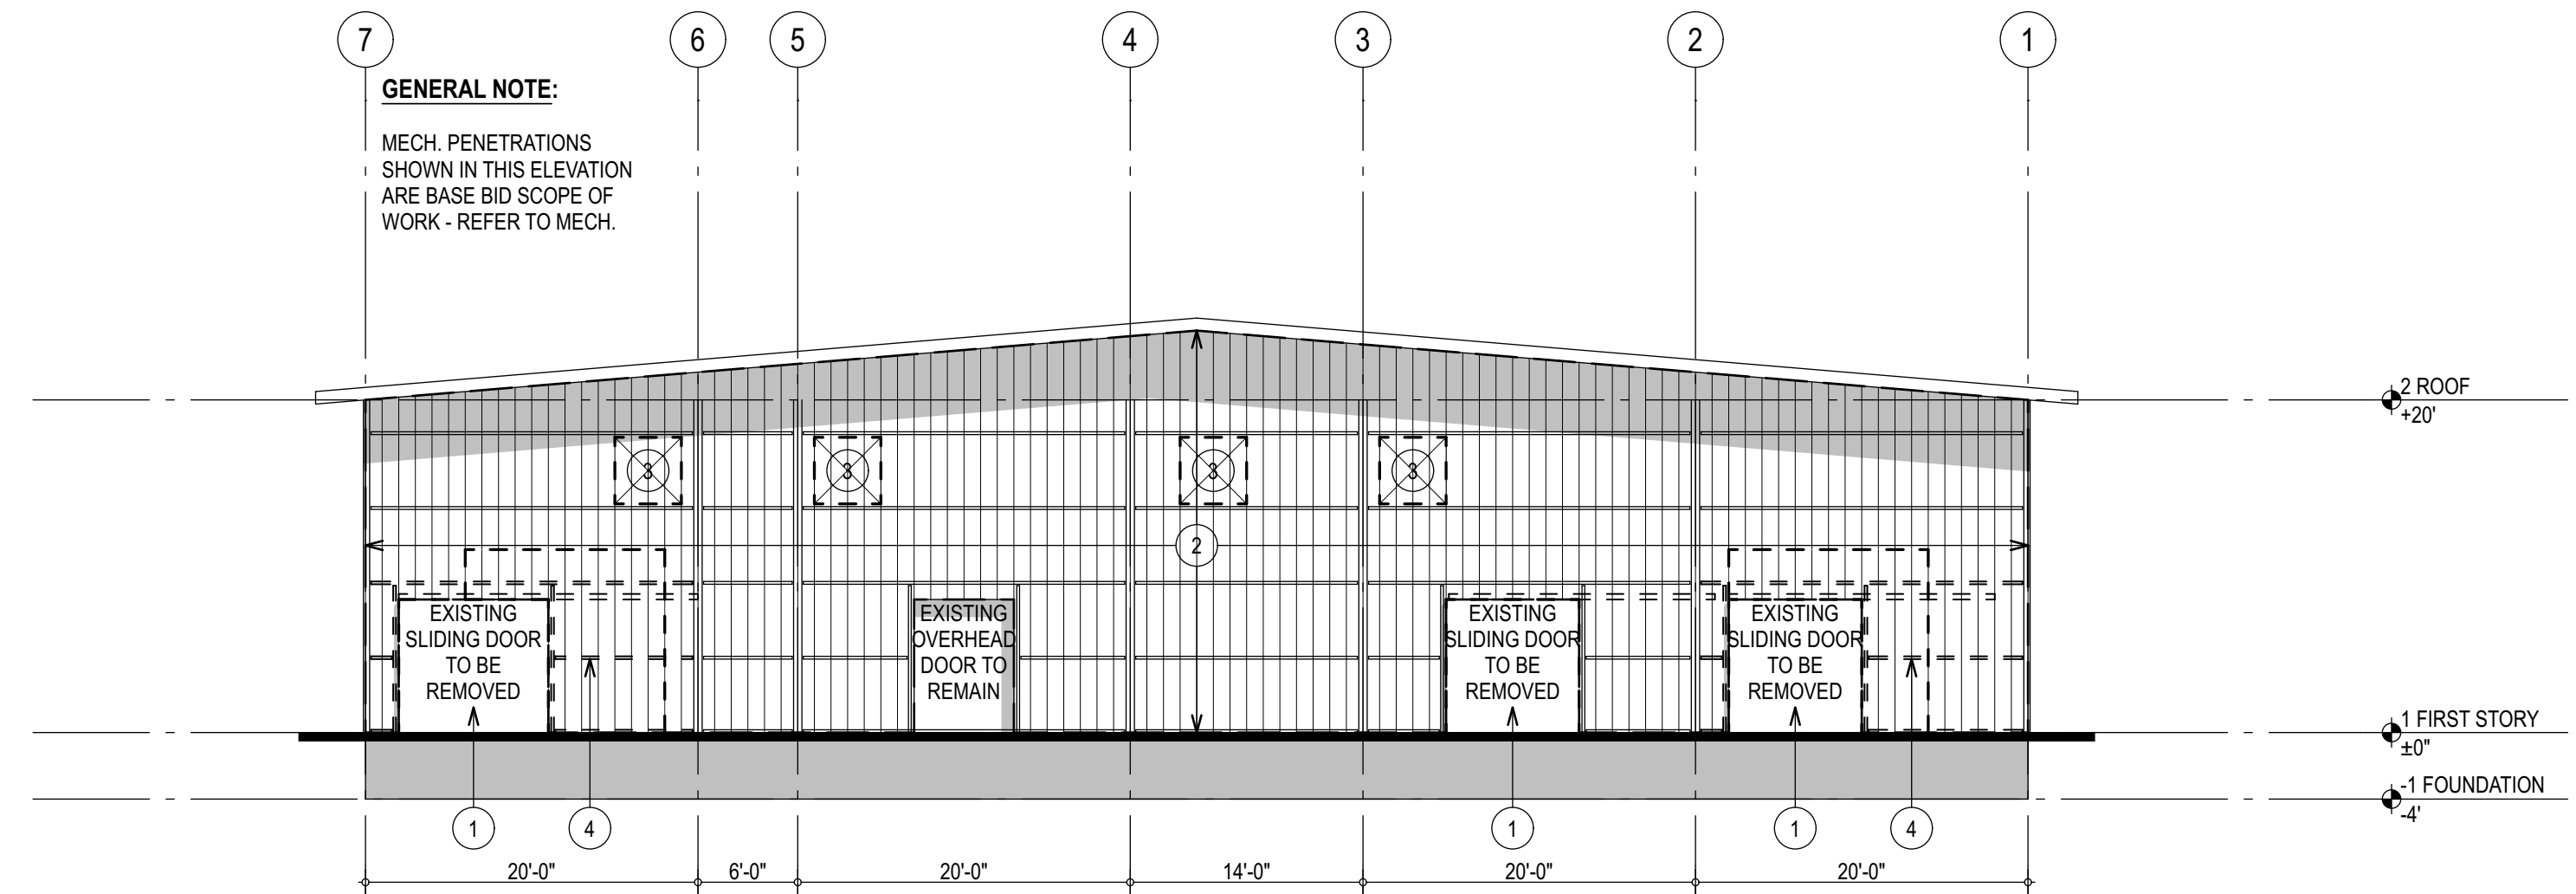 7 6 5 4 3 2 1
GENERAL NOTE:
MECH. PENETRATIONS
SHOWN IN THIS ELEVATION
ARE BASE BID SCOPE OF
WORK - REFER TO MECH.
2 ROOF
+20'
3 3 3 3
2
EXISTING
SLIDING DOOR
TO BE
REMOVED
EXISTING
OVERHEAD
DOOR TO
REMAIN
EXISTING
SLIDING DOOR
TO BE
REMOVED
EXISTING
SLIDING DOOR
TO BE
REMOVED
1 FIRST STORY
±0"
-1 FOUNDATION
-4'
1 4 1 1 4
20'-0" 6'-0" 20'-0" 14'-0" 20'-0" 20'-0"